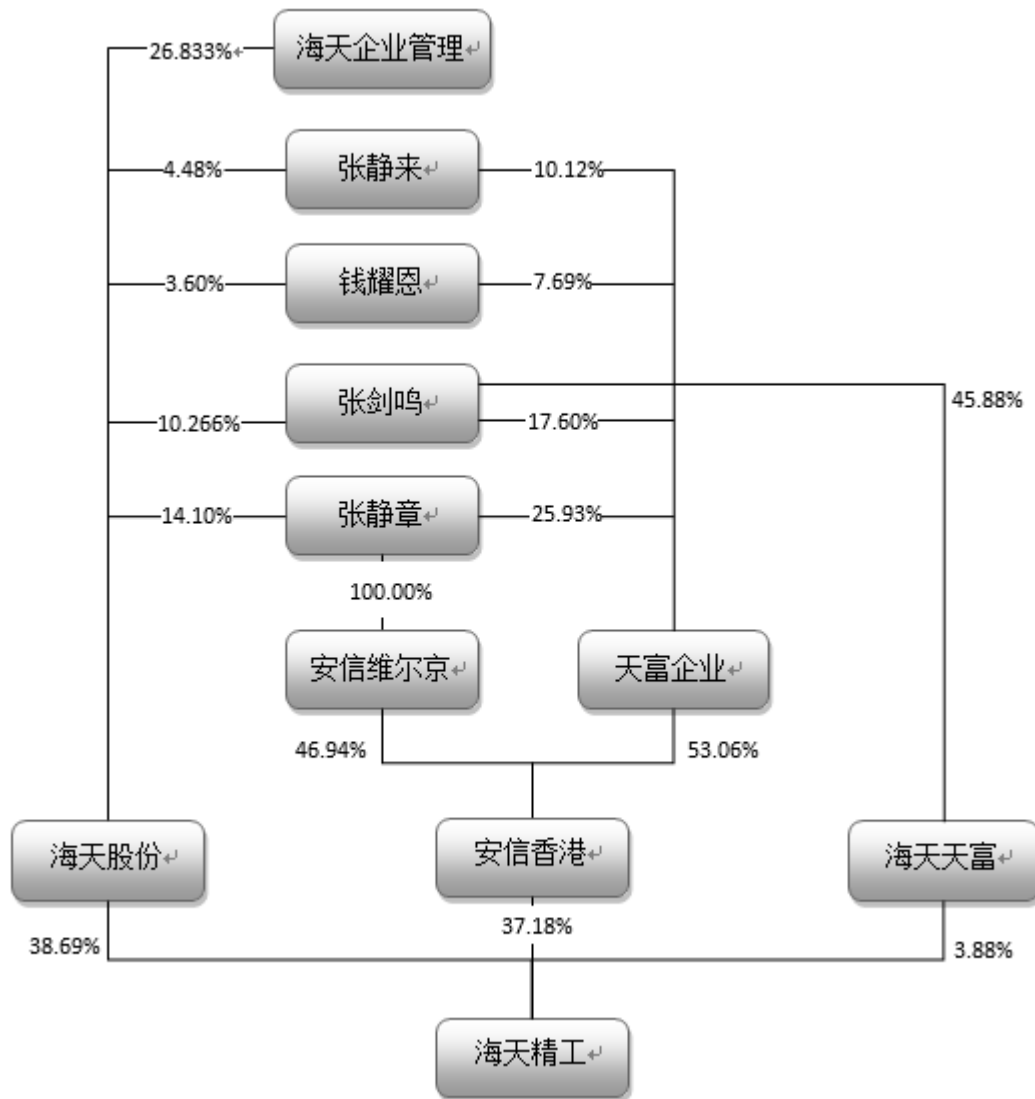 26.833% 海天企业管理
4.48% 张静来 10.12%
3.60% 钱耀恩 7.69%
张剑鸣 45.88%
10.266% 17.60%
14.10% 张静章 25.93%
100.00%
安信维尔京 天富企业
46.94% 53.06%
海天股份 安信香港 海天天富
37.18%
38.69% 3.88%
海天精工